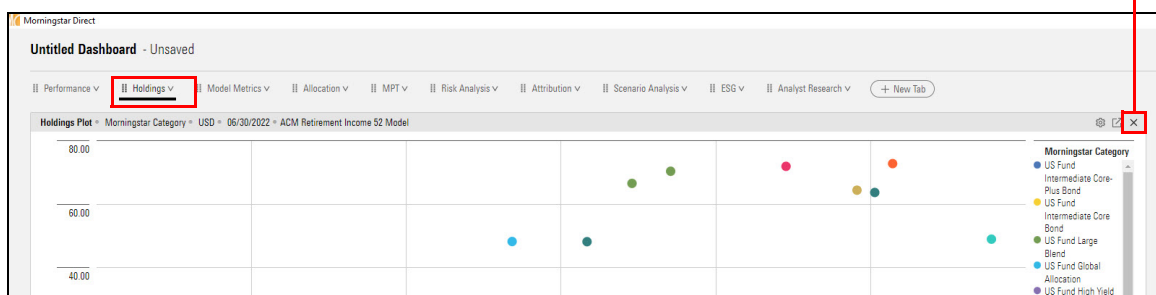 Morningstar Direct
Untitled Dashboard - Unsaved
Performance Holdings Model Metrics Allocation MPT Risk Analysis Attribution Scenario Analysis ESG Analyst Research + New Tab
Holdings Plot • Morningstar Category • USD • 06/30/2022 • ACM Retirement Income 52 Model
80.00
60.00
40.00
Morningstar Category
US Fund
Intermediate Core-
Plus Bond
US Fund
Intermediate Core
Bond
US Fund Large
Blend
US Fund Global
Allocation
US Fund High Yield